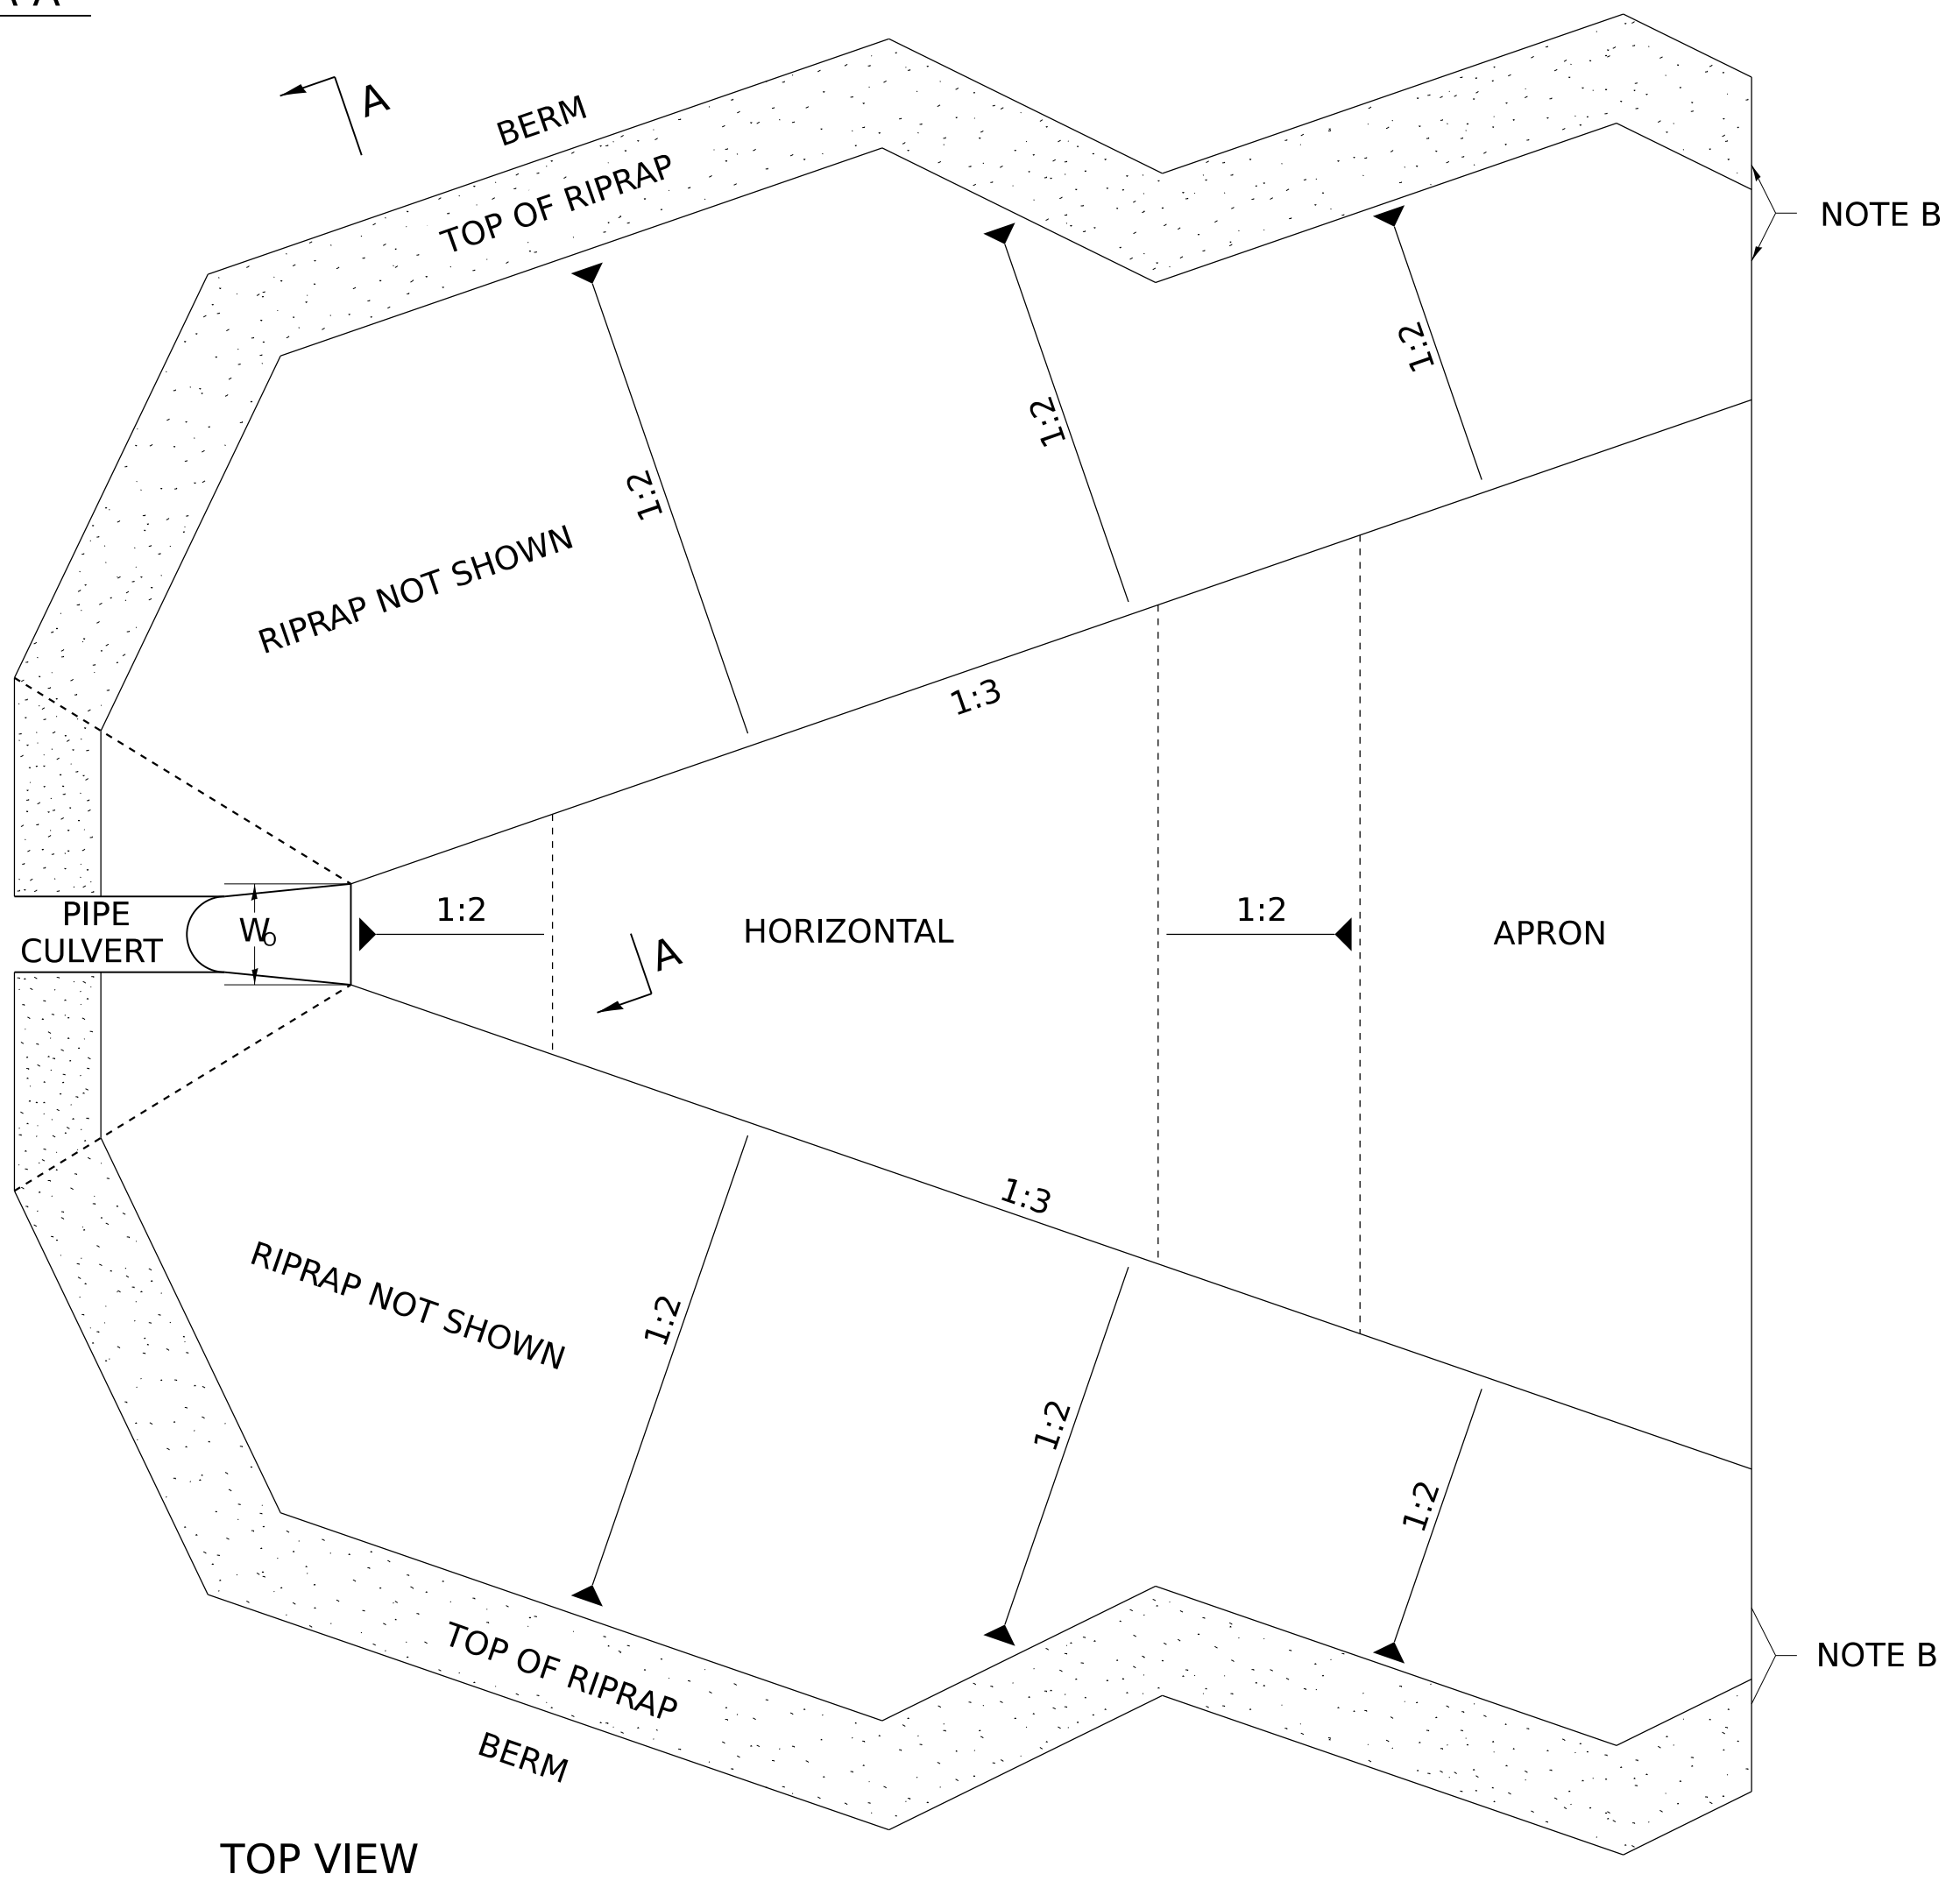 A
BERM
TOP OF RIPRAP
NOTE B
1:2
1:2
1:2
RIPRAP NOT SHOWN
1:3
PIPE
CULVERT
Wo
1:2
HORIZONTAL
1:2
APRON
A
1:3
RIPRAP NOT SHOWN
1:2
1:2
1:2
TOP OF RIPRAP
NOTE B
BERM
TOP VIEW